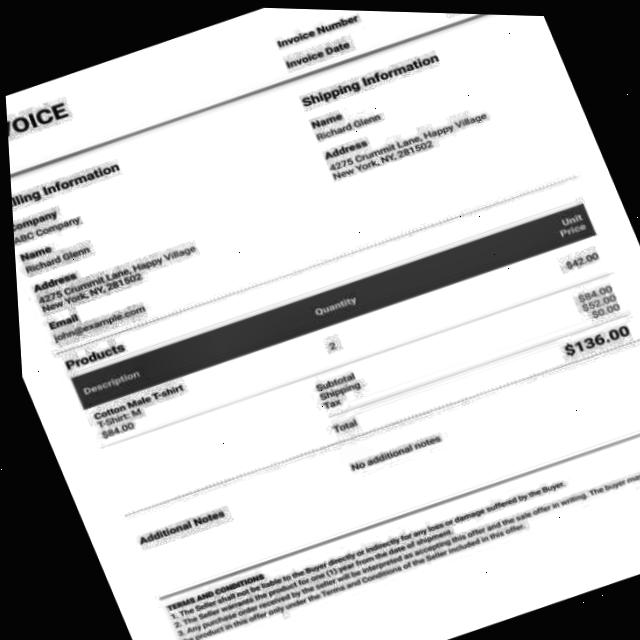 Invoice Number
Invoice Date
VOICE
Shipping Information
Name
Richard Glenn
Address
4275 Crummit Lane, Happy Village
New York, NY, 281502
lling Information
ompany
ABC Company
Name
Richard Glenn
Address
4275 Crummit Lane, Happy Village
New York, NY, 281502
Email
john@example.com
Products
Description Quantity Unit Price
Cotton Male T-shirt 2 $42.00
T-Shirt: M
$84.00
Subtotal $84.00
Shipping $52.00
Tax $0.00
Total $136.00
Additional Notes No additional notes
TERMS AND CONDITIONS
1. The Seller shall not be liable to the Buyer directly or indirectly for any loss or damage suffered by the Buyer.
2. The Seller warrants the product for one (1) year from the date of shipment.
3. Any purchase order received by the seller will be interpreted as accepting this offer and the sale offer in writing. The buyer ma
product in this offer only under the Terms and Conditions of the Seller included in this offer.